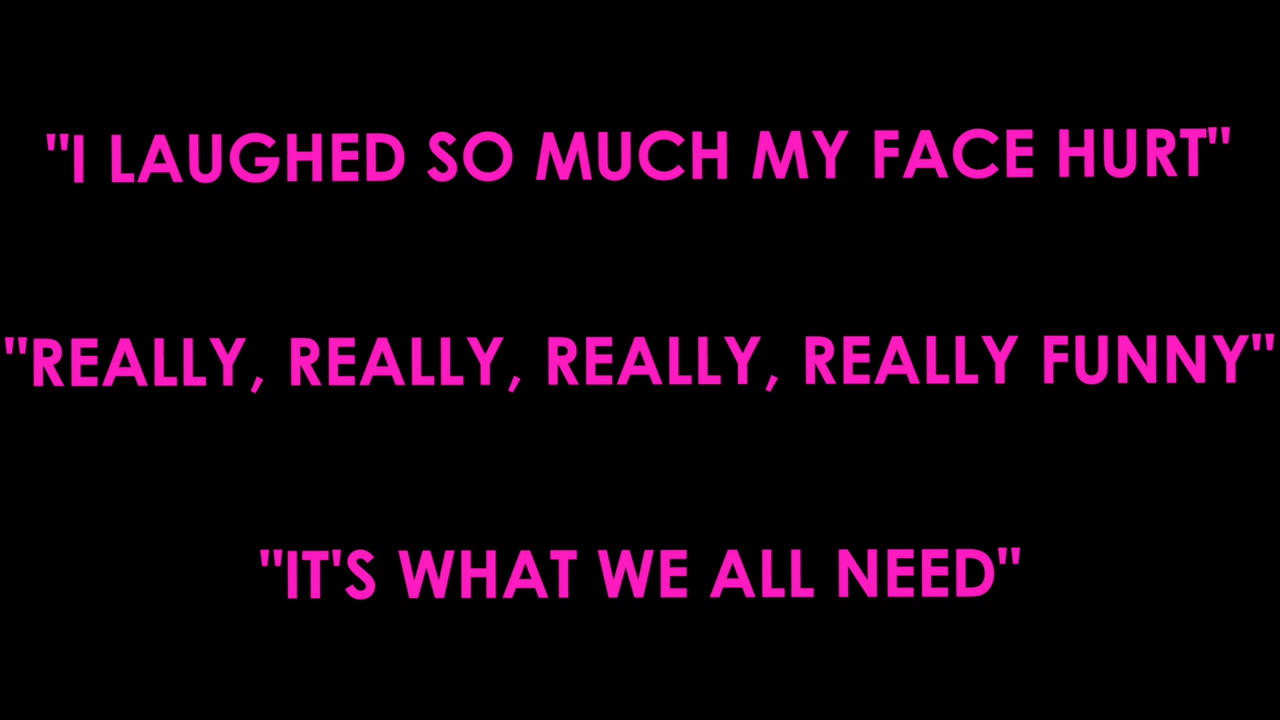 "I LAUGHED SO MUCH MY FACE HURT"
"REALLY, REALLY, REALLY, REALLY FUNNY"
"IT'S WHAT WE ALL NEED"